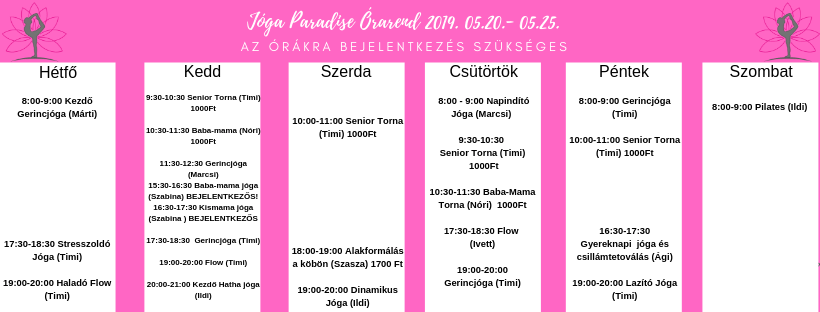 Jóga Paradise Órarend 2019. 05.20.- 05.25.
AZ ÓRÁKRA BEJELENTKEZÉS SZÜKSÉGES
Hétfő
8:00-9:00 Kezdő
Gerincjóga (Márti)
17:30-18:30 Stresszoldó
Jóga (Timi)
19:00-20:00 Haladó Flow
(Timi)
Kedd
9:30-10:30 Senior Torna (Timi)
1000Ft
10:30-11:30 Baba-mama (Nóri)
1000Ft
11:30-12:30 Gerincjóga
(Marcsi)
15:30-16:30 Baba-mama jóga
(Szabina) BEJELENTKEZŐS!
16:30-17:30 Kismama jóga
(Szabina ) BEJELENTKEZŐS
17:30-18:30  Gerincjóga (Timi)
19:00-20:00 Flow (Timi)
20:00-21:00 Kezdő Hatha jóga
(Ildi)
Szerda
10:00-11:00 Senior Torna
(Timi) 1000Ft
18:00-19:00 Alakformálás
a köbön (Szasza) 1700 Ft
19:00-20:00 Dinamikus
Jóga (Ildi)
Csütörtök
8:00 - 9:00 Napindító
Jóga (Marcsi)
9:30-10:30
Senior Torna (Timi)
1000Ft
10:30-11:30 Baba-Mama
Torna (Nóri)  1000Ft
17:30-18:30 Flow
(Ivett)
19:00-20:00
Gerincjóga (Timi)
Péntek
8:00-9:00 Gerincjóga
(Timi)
10:00-11:00 Senior Torna
(Timi) 1000Ft
16:30-17:30
Gyereknapi  jóga és
csillámtetoválás (Ági)
19:00-20:00 Lazító Jóga
(Timi)
Szombat
8:00-9:00 Pilates (Ildi)